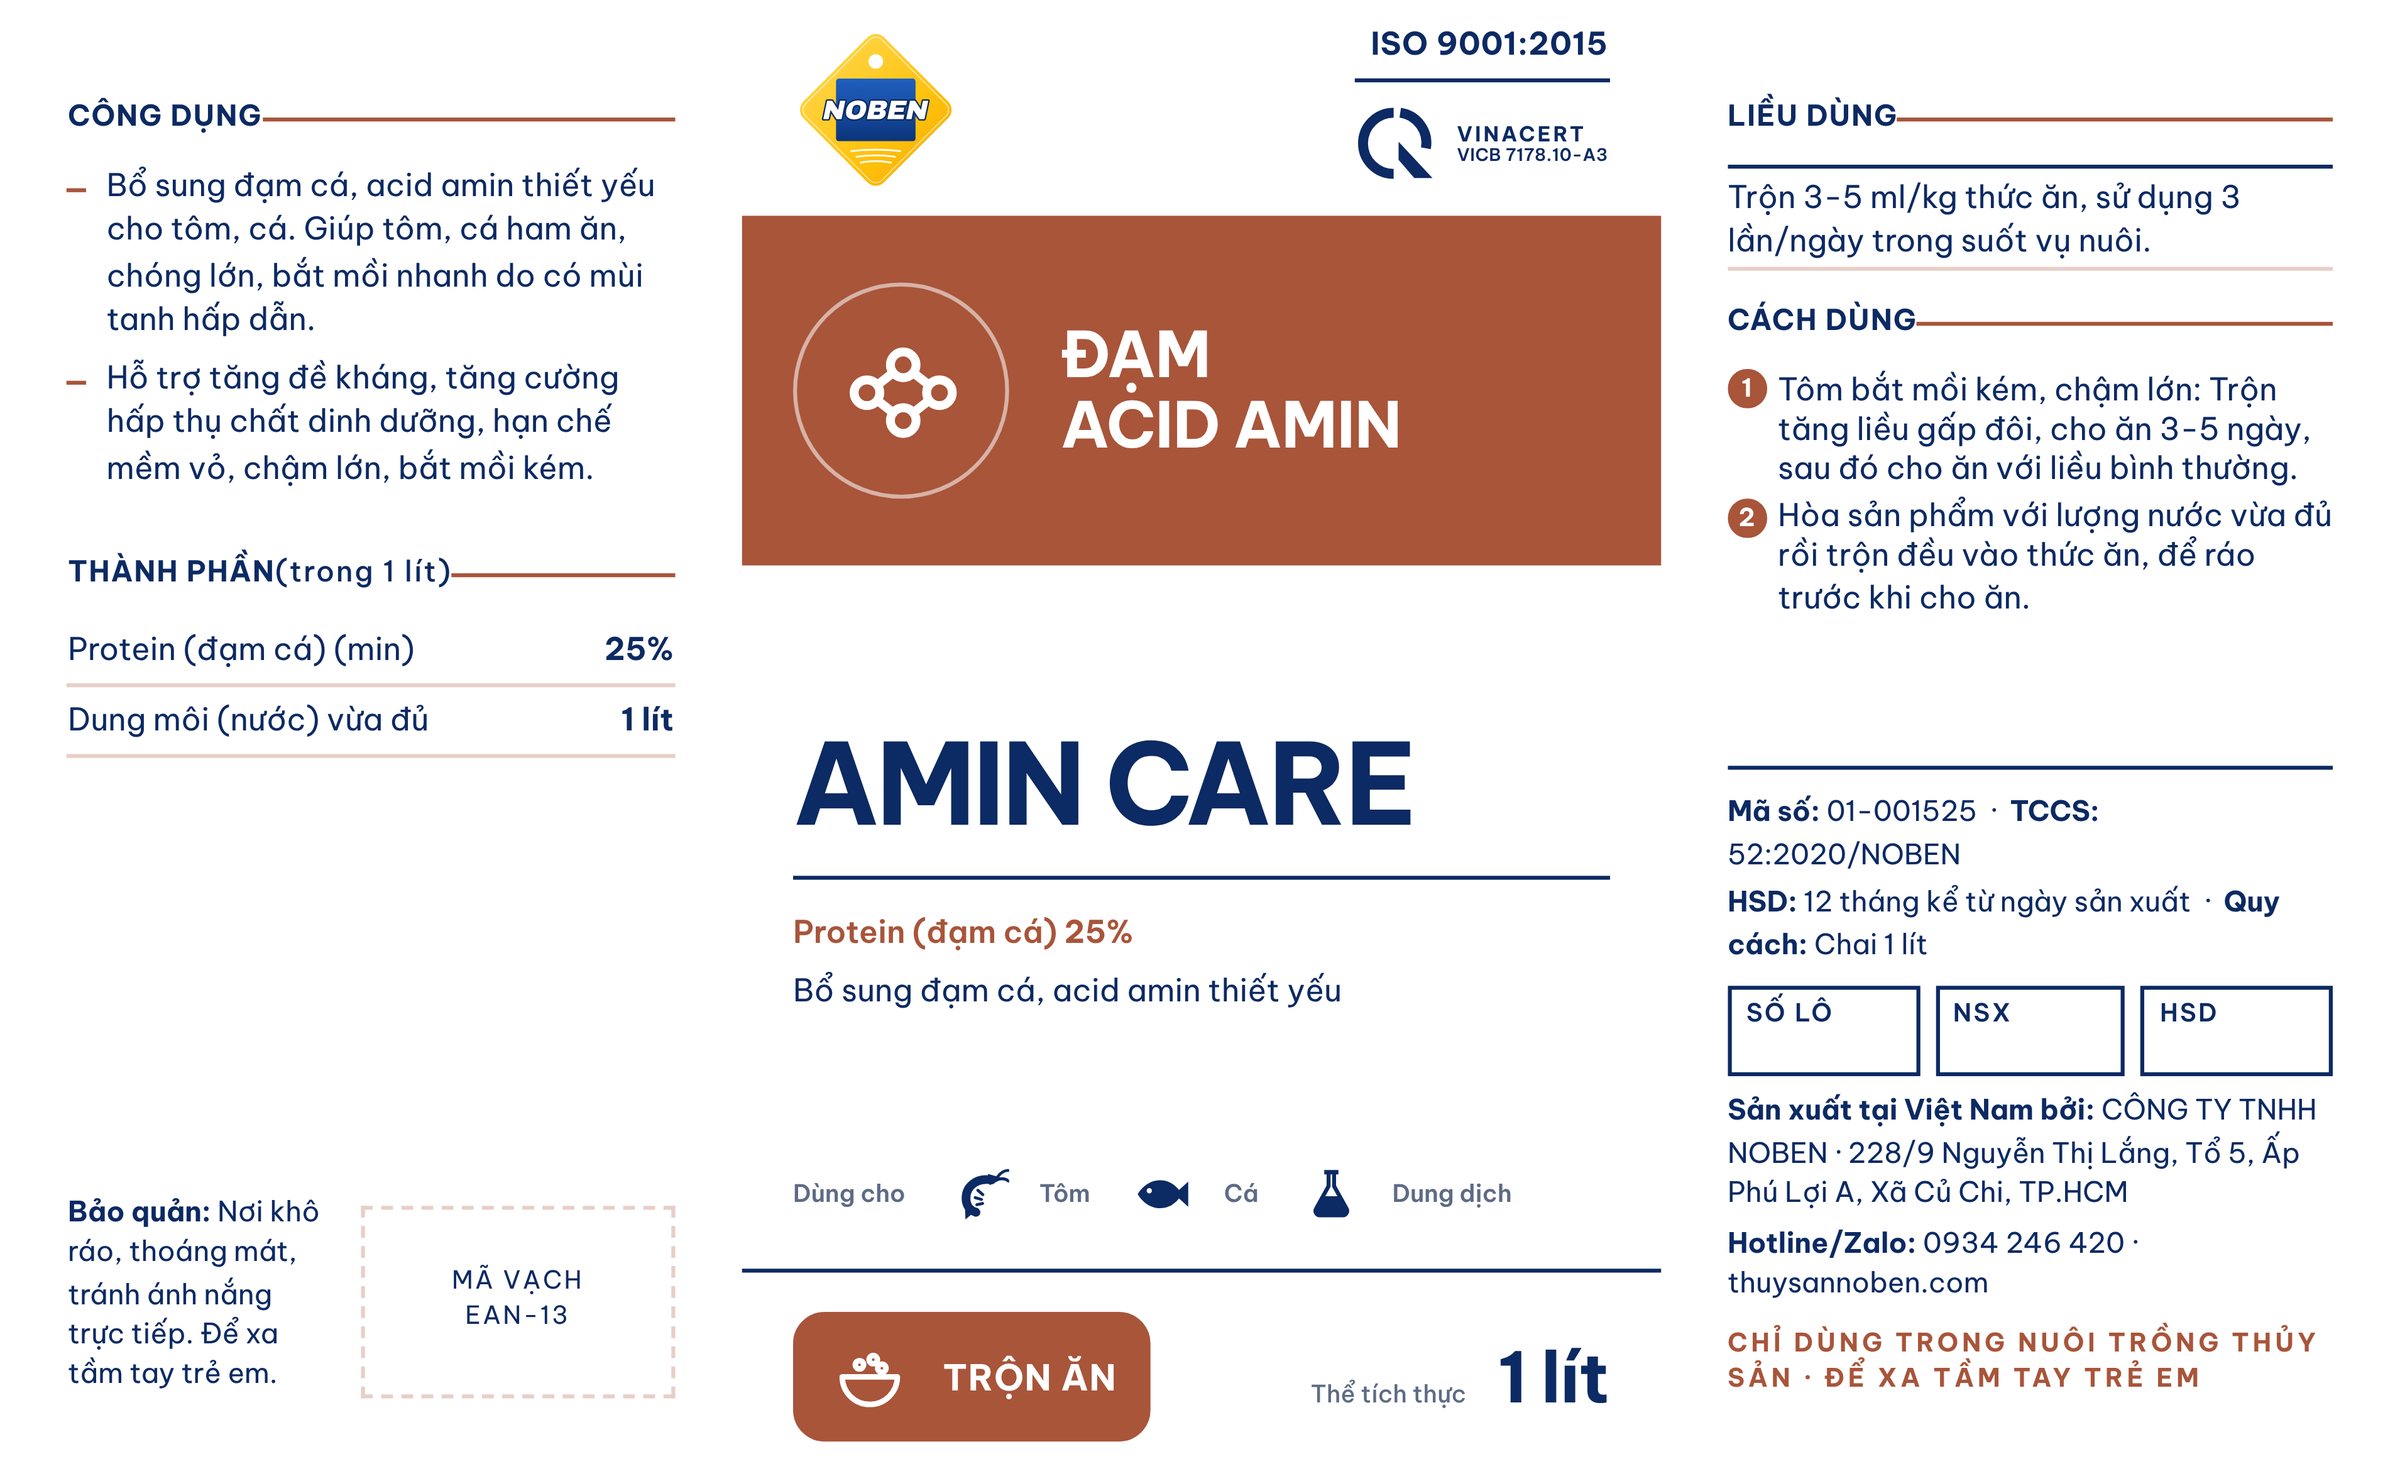 CÔNG DỤNG
– Bổ sung đạm cá, acid amin thiết yếu
cho tôm, cá. Giúp tôm, cá ham ăn,
chóng lớn, bắt mồi nhanh do có mùi
tanh hấp dẫn.
– Hỗ trợ tăng đề kháng, tăng cường
hấp thụ chất dinh dưỡng, hạn chế
mềm vỏ, chậm lớn, bắt mồi kém.
THÀNH PHẦN(trong 1 lít)
Protein (đạm cá) (min) 25%
Dung môi (nước) vừa đủ 1 lít
Bảo quản: Nơi khô
ráo, thoáng mát,
tránh ánh nắng
trực tiếp. Để xa
tầm tay trẻ em.
MÃ VẠCH
EAN-13
NOBEN
ISO 9001:2015
VINACERT
VICB 7178.10-A3
ĐẠM
ACID AMIN
AMIN CARE
Protein (đạm cá) 25%
Bổ sung đạm cá, acid amin thiết yếu
Dùng cho Tôm Cá Dung dịch
TRỘN ĂN
Thể tích thực 1 lít
LIỀU DÙNG
Trộn 3-5 ml/kg thức ăn, sử dụng 3
lần/ngày trong suốt vụ nuôi.
CÁCH DÙNG
1 Tôm bắt mồi kém, chậm lớn: Trộn
tăng liều gấp đôi, cho ăn 3-5 ngày,
sau đó cho ăn với liều bình thường.
2 Hòa sản phẩm với lượng nước vừa đủ
rồi trộn đều vào thức ăn, để ráo
trước khi cho ăn.
Mã số: 01-001525 · TCCS:
52:2020/NOBEN
HSD: 12 tháng kể từ ngày sản xuất · Quy
cách: Chai 1 lít
SỐ LÔ NSX HSD
Sản xuất tại Việt Nam bởi: CÔNG TY TNHH
NOBEN · 228/9 Nguyễn Thị Lắng, Tổ 5, Ấp
Phú Lợi A, Xã Củ Chi, TP.HCM
Hotline/Zalo: 0934 246 420 ·
thuysannoben.com
CHỈ DÙNG TRONG NUÔI TRỒNG THỦY
SẢN · ĐỂ XA TẦM TAY TRẺ EM